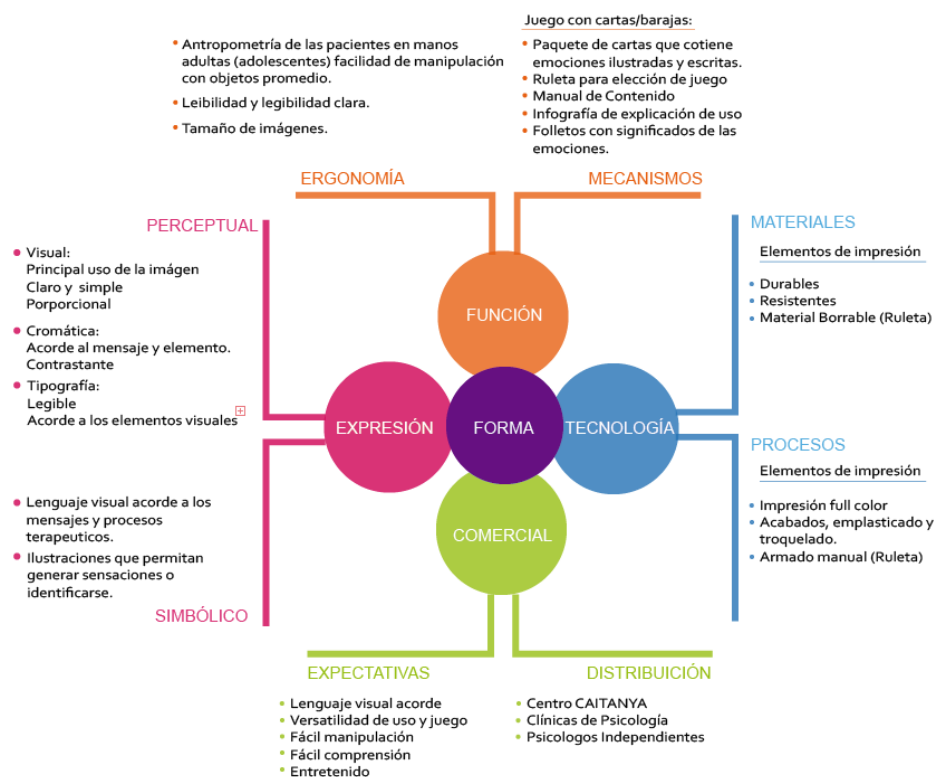 • Antropometría de las pacientes en manos
adultas (adolescentes) facilidad de manipulación
con objetos promedio.
• Leibilidad y legibilidad clara.
• Tamaño de imágenes.
Juego con cartas/barajas:
• Paquete de cartas que cotiene
emociones ilustradas y escritas.
• Ruleta para elección de juego
• Manual de Contenido
• Infografía de explicación de uso
• Folletos con significados de las
emociones.
ERGONOMÍA
MECANISMOS
PERCEPTUAL
• Visual:
Principal uso de la imágen
Claro y simple
Porporcional
• Cromática:
Acorde al mensaje y elemento.
Contrastante
• Tipografía:
Legible
Acorde a los elementos visuales
MATERIALES
Elementos de impresión
• Durables
• Resistentes
• Material Borrable (Ruleta)
FUNCIÓN
EXPRESIÓN
FORMA
TECNOLOGÍA
COMERCIAL
• Lenguaje visual acorde a los
mensajes y procesos
terapeuticos.
• Ilustraciones que permitan
generar sensaciones o
identificarse.
SIMBÓLICO
PROCESOS
Elementos de impresión
• Impresión full color
• Acabados, emplasticado y
troquelado.
• Armado manual (Ruleta)
EXPECTATIVAS
• Lenguaje visual acorde
• Versatilidad de uso y juego
• Fácil manipulación
• Fácil comprensión
• Entretenido
DISTRIBUICIÓN
• Centro CAITANYA
• Clínicas de Psicología
• Psicologos Independientes